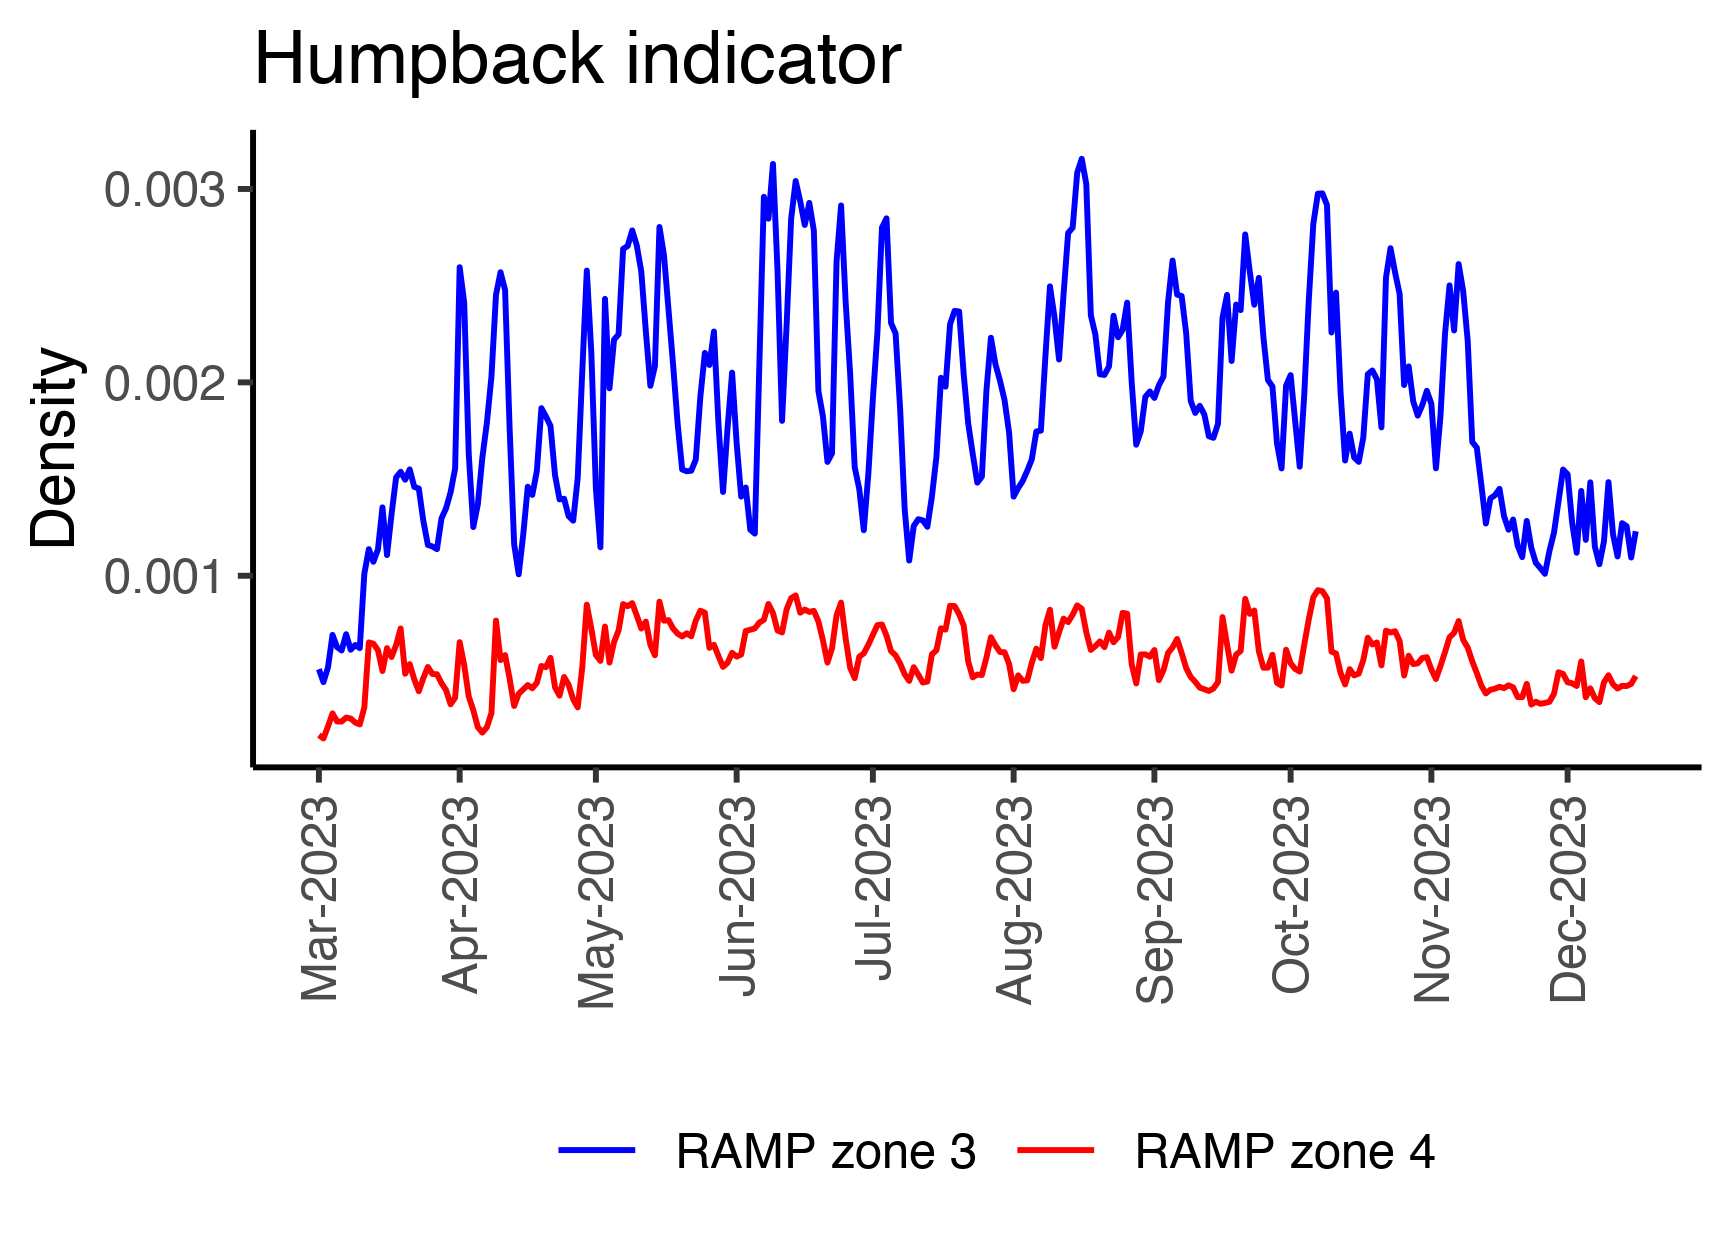 Humpback indicator
Density
0.003
0.002
0.001
Mar-2023
Apr-2023
May-2023
Jun-2023
Jul-2023
Aug-2023
Sep-2023
Oct-2023
Nov-2023
Dec-2023
RAMP zone 3
RAMP zone 4